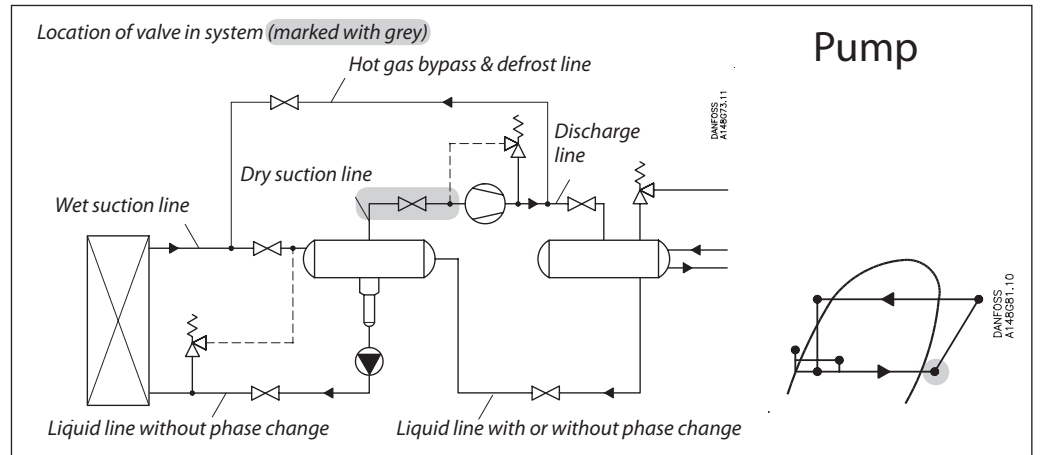 Location of valve in system (marked with grey)
Pump
Hot gas bypass & defrost line
DANFOSS
A148G73.11
Discharge
line
Dry suction line
Wet suction line
DANFOSS
A148G81.10
Liquid line without phase change
Liquid line with or without phase change